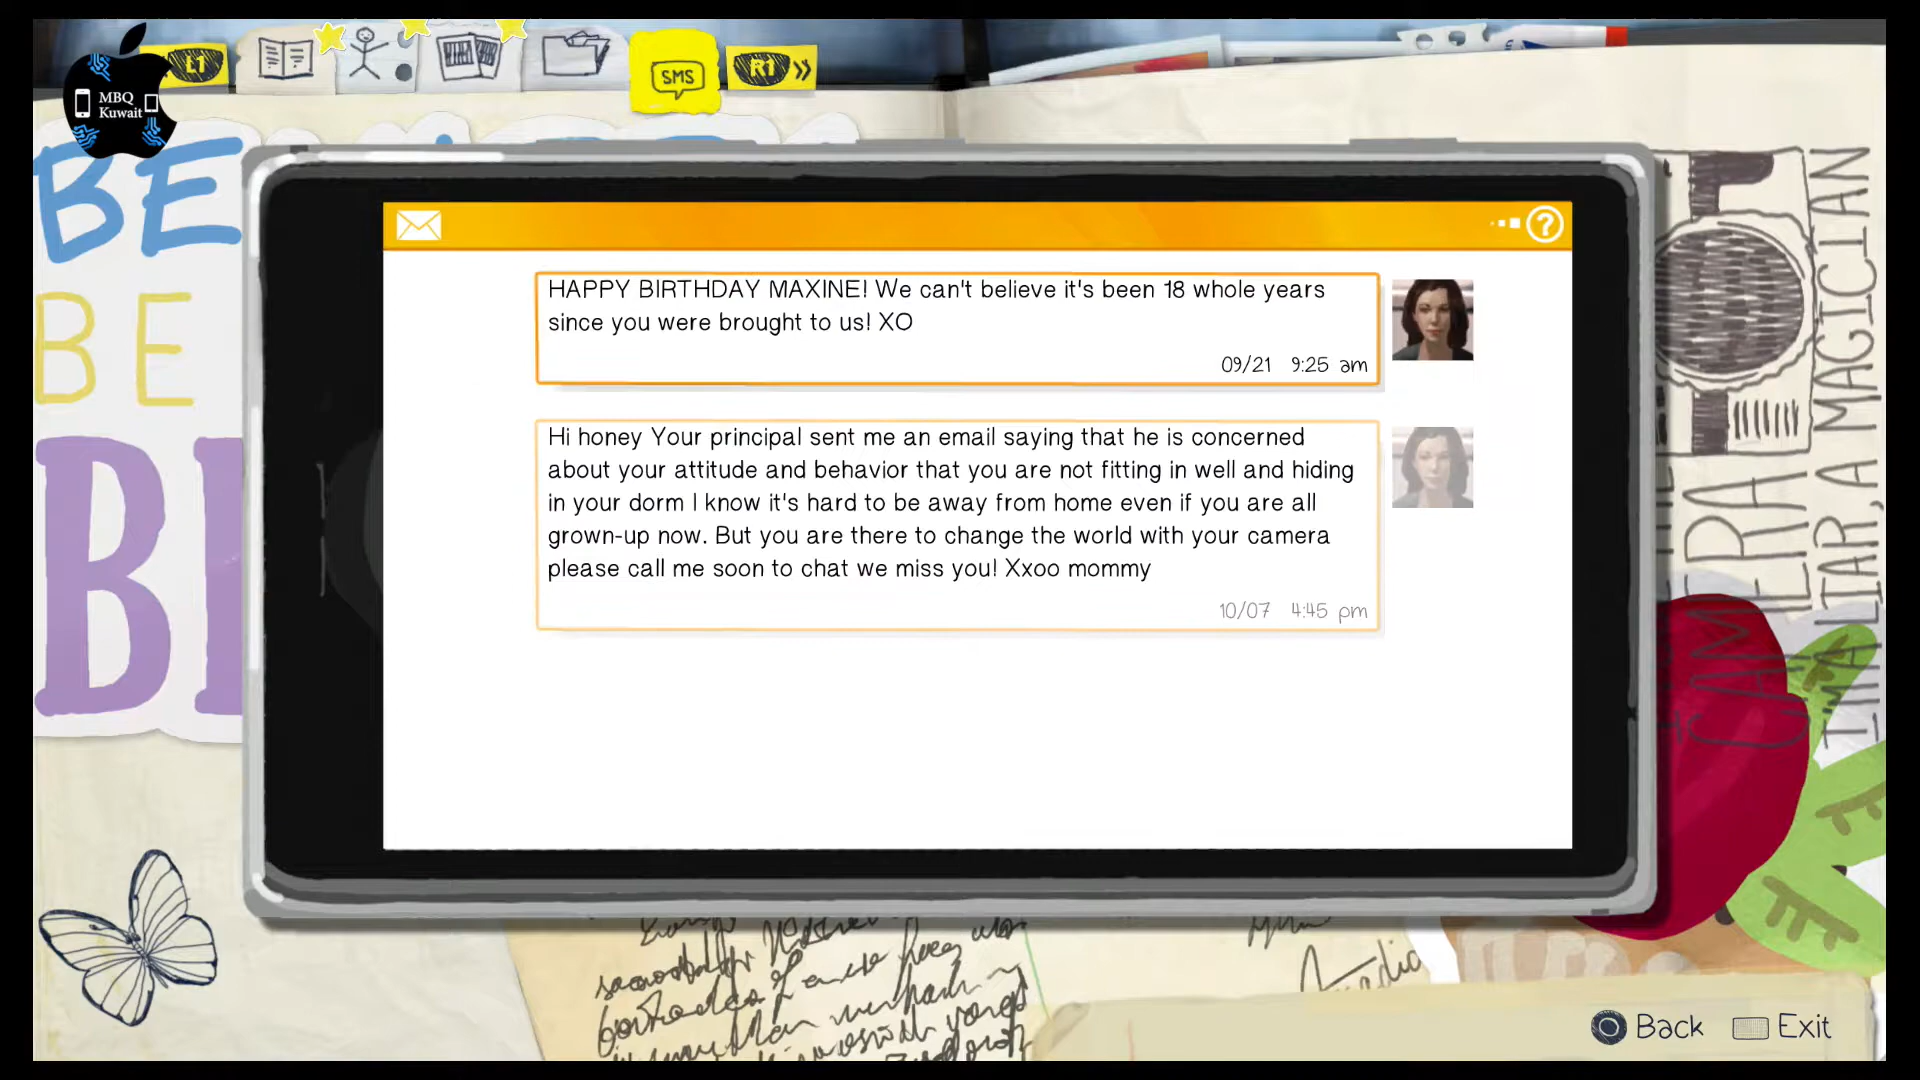 L1
SMS
R1
MBQ
Kuwait
BE
BE
HAPPY BIRTHDAY MAXINE! We can't believe it's been 18 whole years
since you were brought to us! XO
09/21 9:25 am
Hi honey Your principal sent me an email saying that he is concerned
about your attitude and behavior that you are not fitting in well and hiding
in your dorm I know it's hard to be away from home even if you are all
grown-up now. But you are there to change the world with your camera
please call me soon to chat we miss you! Xxoo mommy
10/07 4:45 pm
CAMERA
I'M A LIAR, A MAGICIAN
Back
Exit